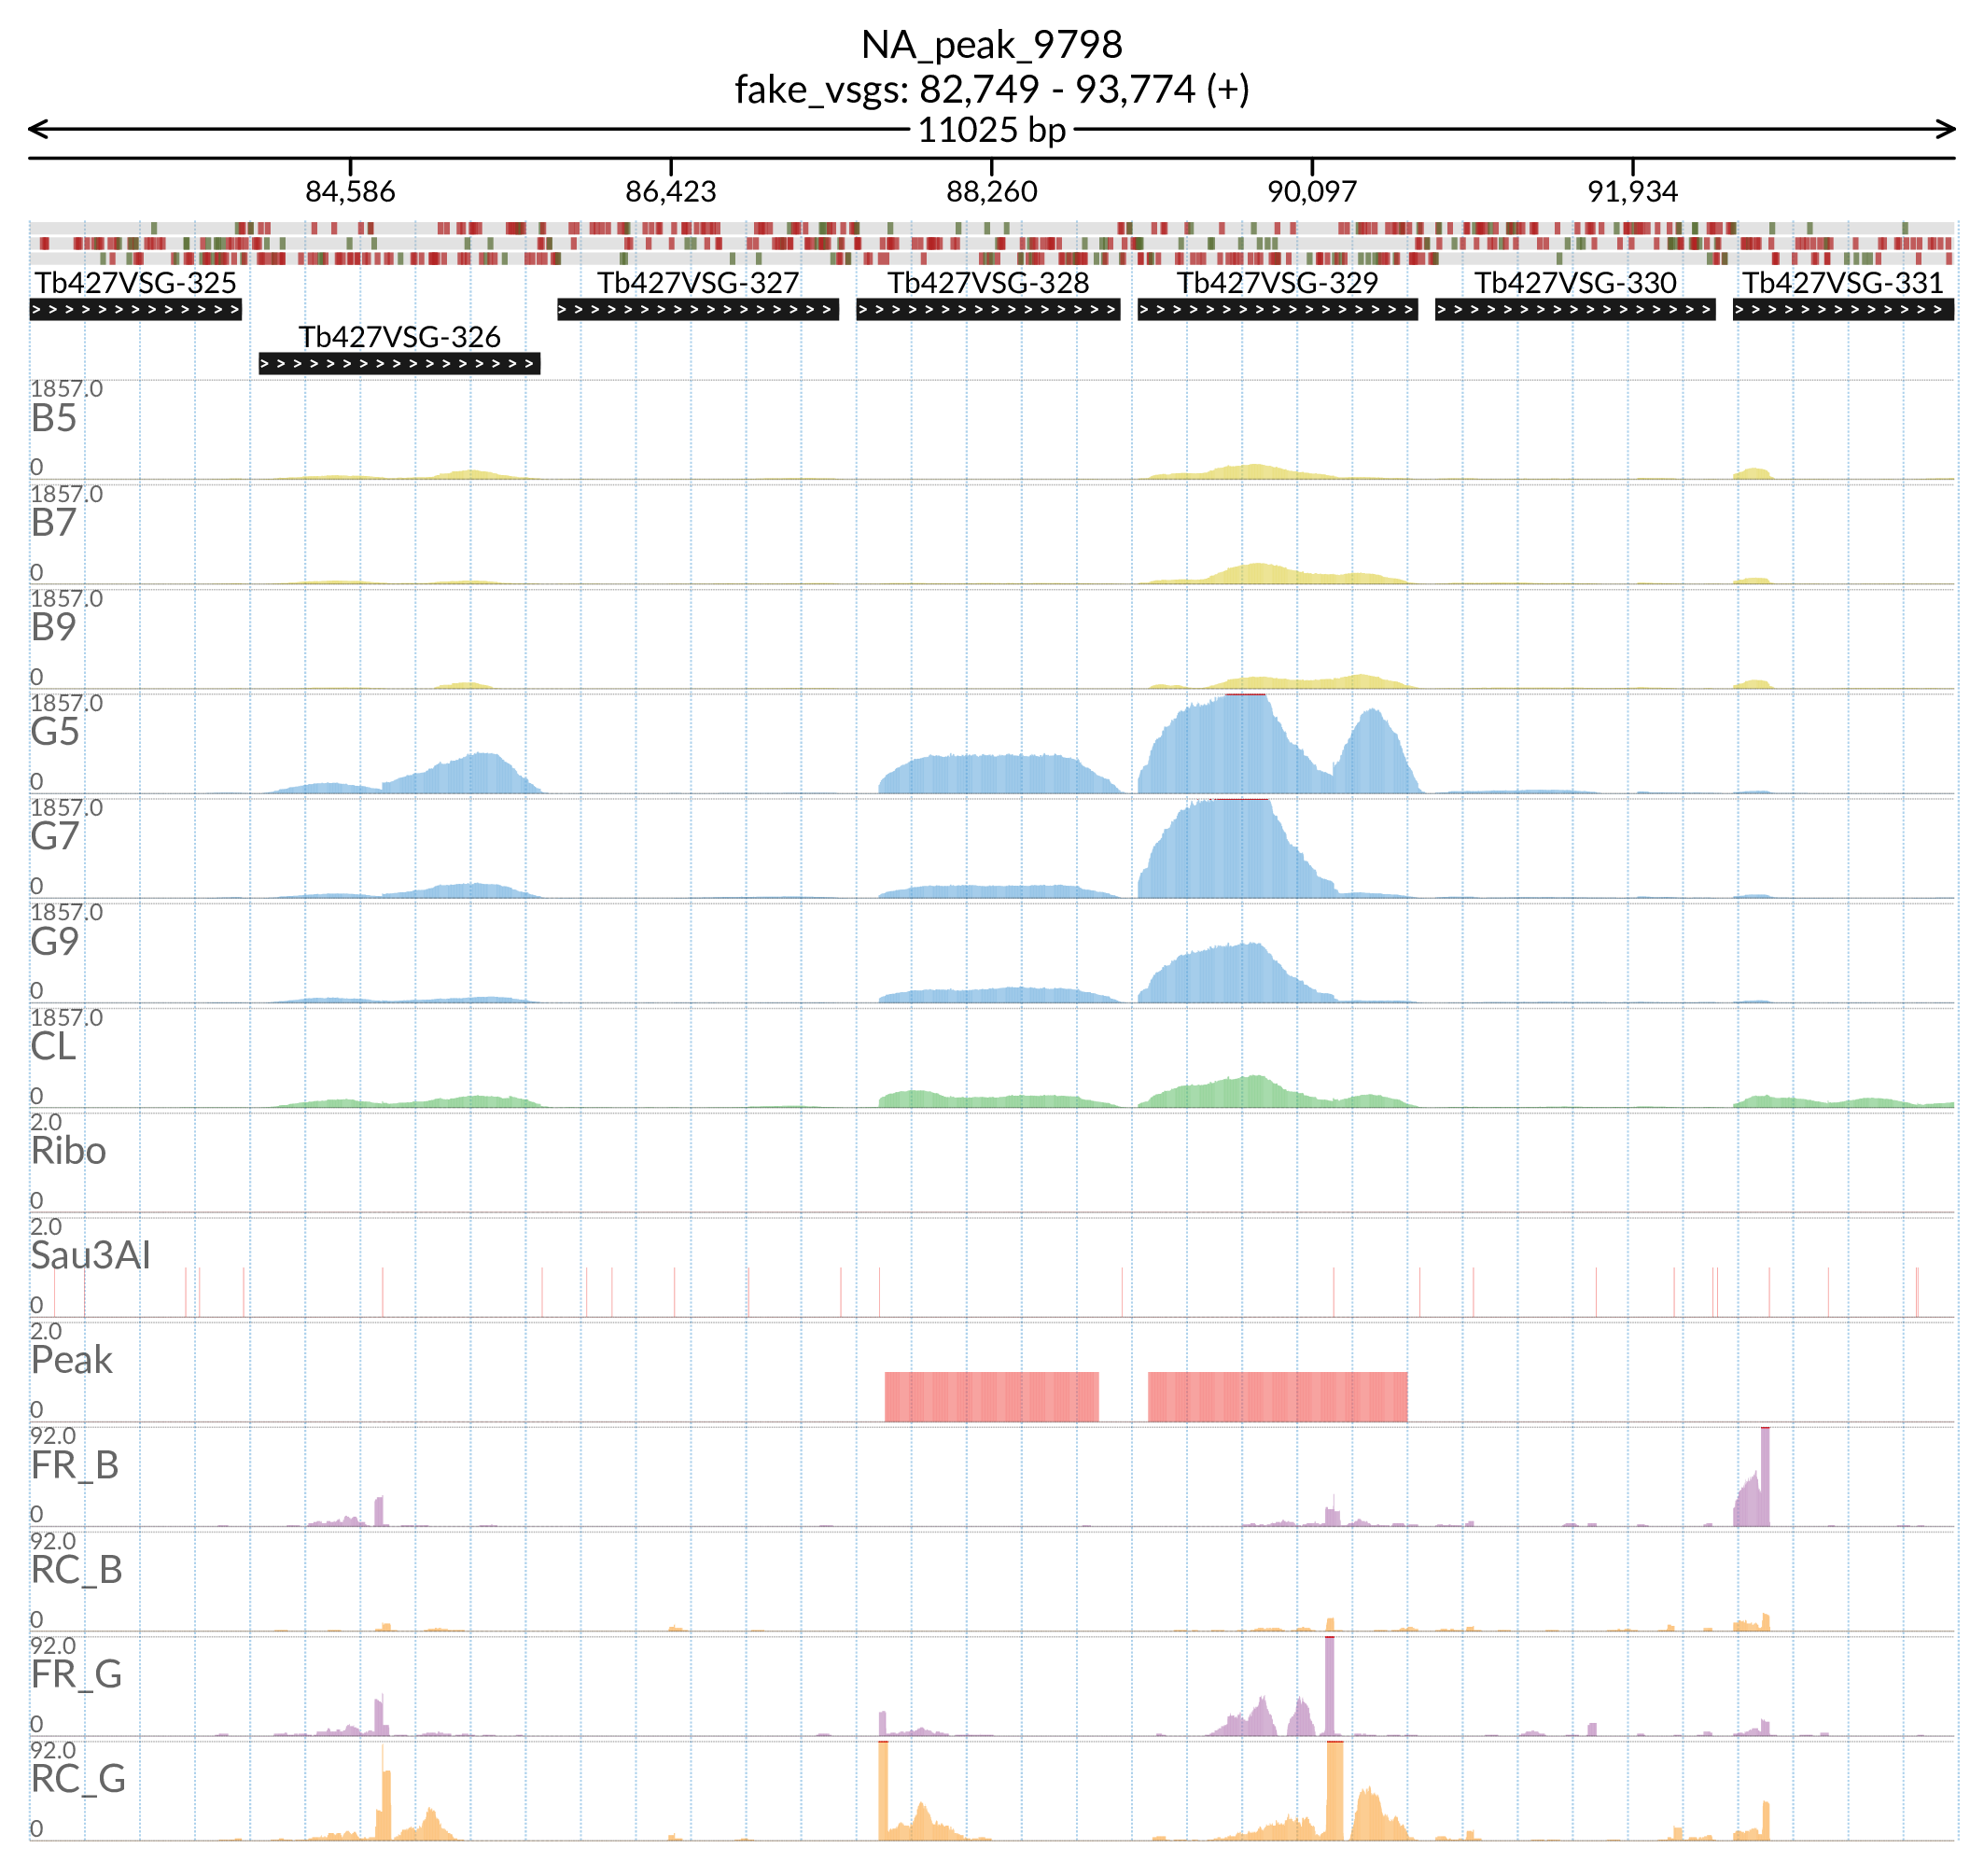 NA_peak_9798
fake_vsgs: 82,749 - 93,774 (+)
11025 bp
84,586 86,423 88,260 90,097 91,934
Tb427VSG-325 Tb427VSG-327 Tb427VSG-328 Tb427VSG-329 Tb427VSG-330 Tb427VSG-331
Tb427VSG-326
1857.0
B5
0
1857.0
B7
0
1857.0
B9
0
1857.0
G5
0
1857.0
G7
0
1857.0
G9
0
1857.0
CL
0
2.0
Ribo
0
2.0
Sau3AI
0
2.0
Peak
0
92.0
FR_B
0
92.0
RC_B
0
92.0
FR_G
0
92.0
RC_G
0